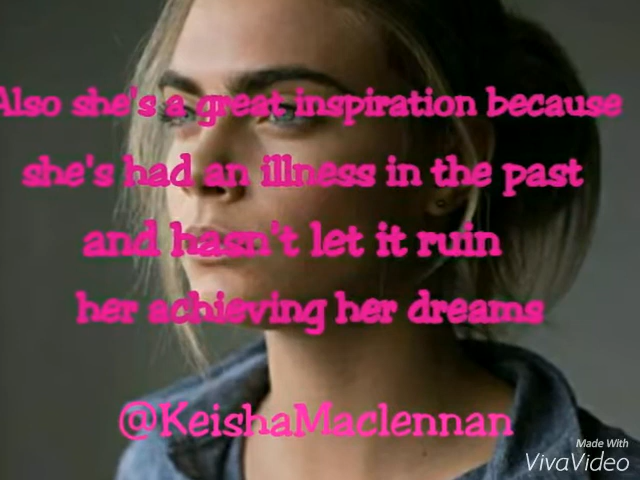 Also she's a great inspiration because
she's had an illness in the past
and hasn't let it ruin
her achieving her dreams
@KeishaMaclennan
Made With
VivaVideo